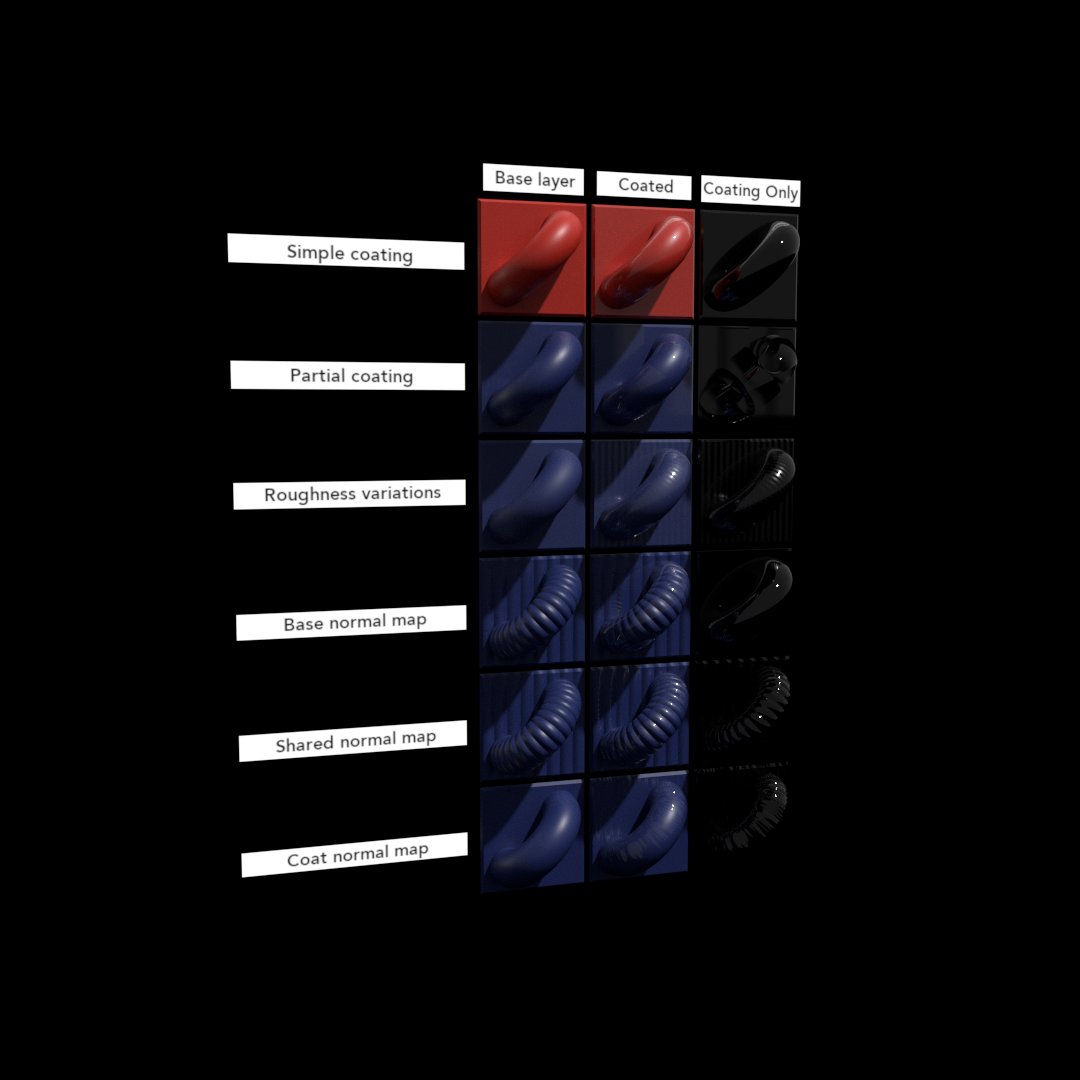 Base layer
Coated
Coating Only
Simple coating
Partial coating
Roughness variations
Base normal map
Shared normal map
Coat normal map